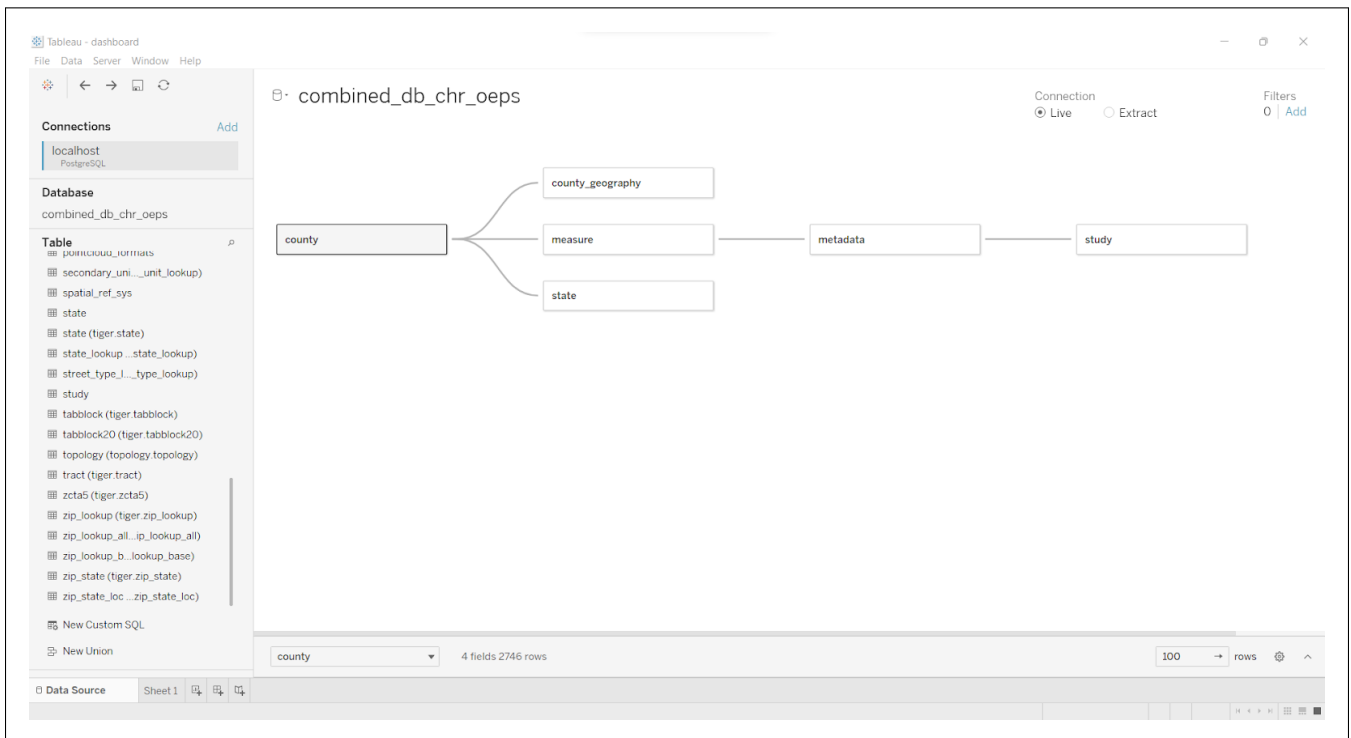 Tableau - dashboard
File Data Server Window Help
Connections Add
localhost
PostgreSQL
Database
combined_db_chr_oeps
Table
pointcloud_formats
secondary_uni..._unit_lookup)
spatial_ref_sys
state
state (tiger.state)
state_lookup ...state_lookup)
street_type_l..._type_lookup)
study
tabblock (tiger.tabblock)
tabblock20 (tiger.tabblock20)
topology (topology.topology)
tract (tiger.tract)
zcta5 (tiger.zcta5)
zip_lookup (tiger.zip_lookup)
zip_lookup_all...ip_lookup_all)
zip_lookup_b...lookup_base)
zip_state (tiger.zip_state)
zip_state_loc ...zip_state_loc)
New Custom SQL
New Union
combined_db_chr_oeps
Connection
Live Extract
Filters
0 Add
county_geography
county measure metadata study
state
county 4 fields 2746 rows 100 → rows
Data Source Sheet 1